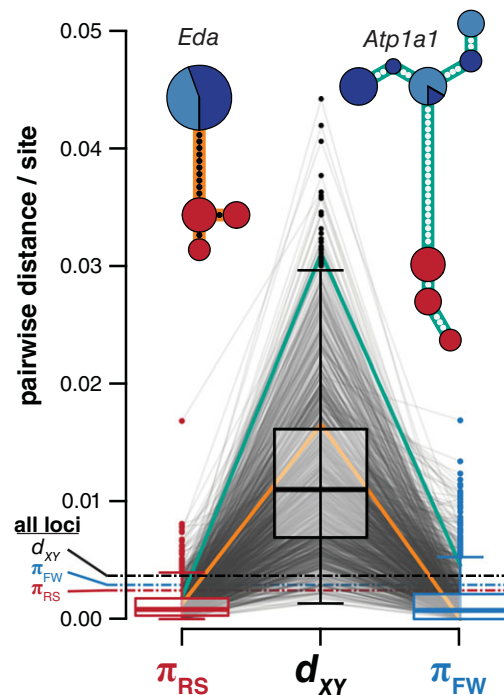 Eda
Atp1a1
pairwise distance / site
0.05
0.04
0.03
0.02
0.01
0.00
all loci
dXY
πFW
πRS
πRS
dXY
πFW